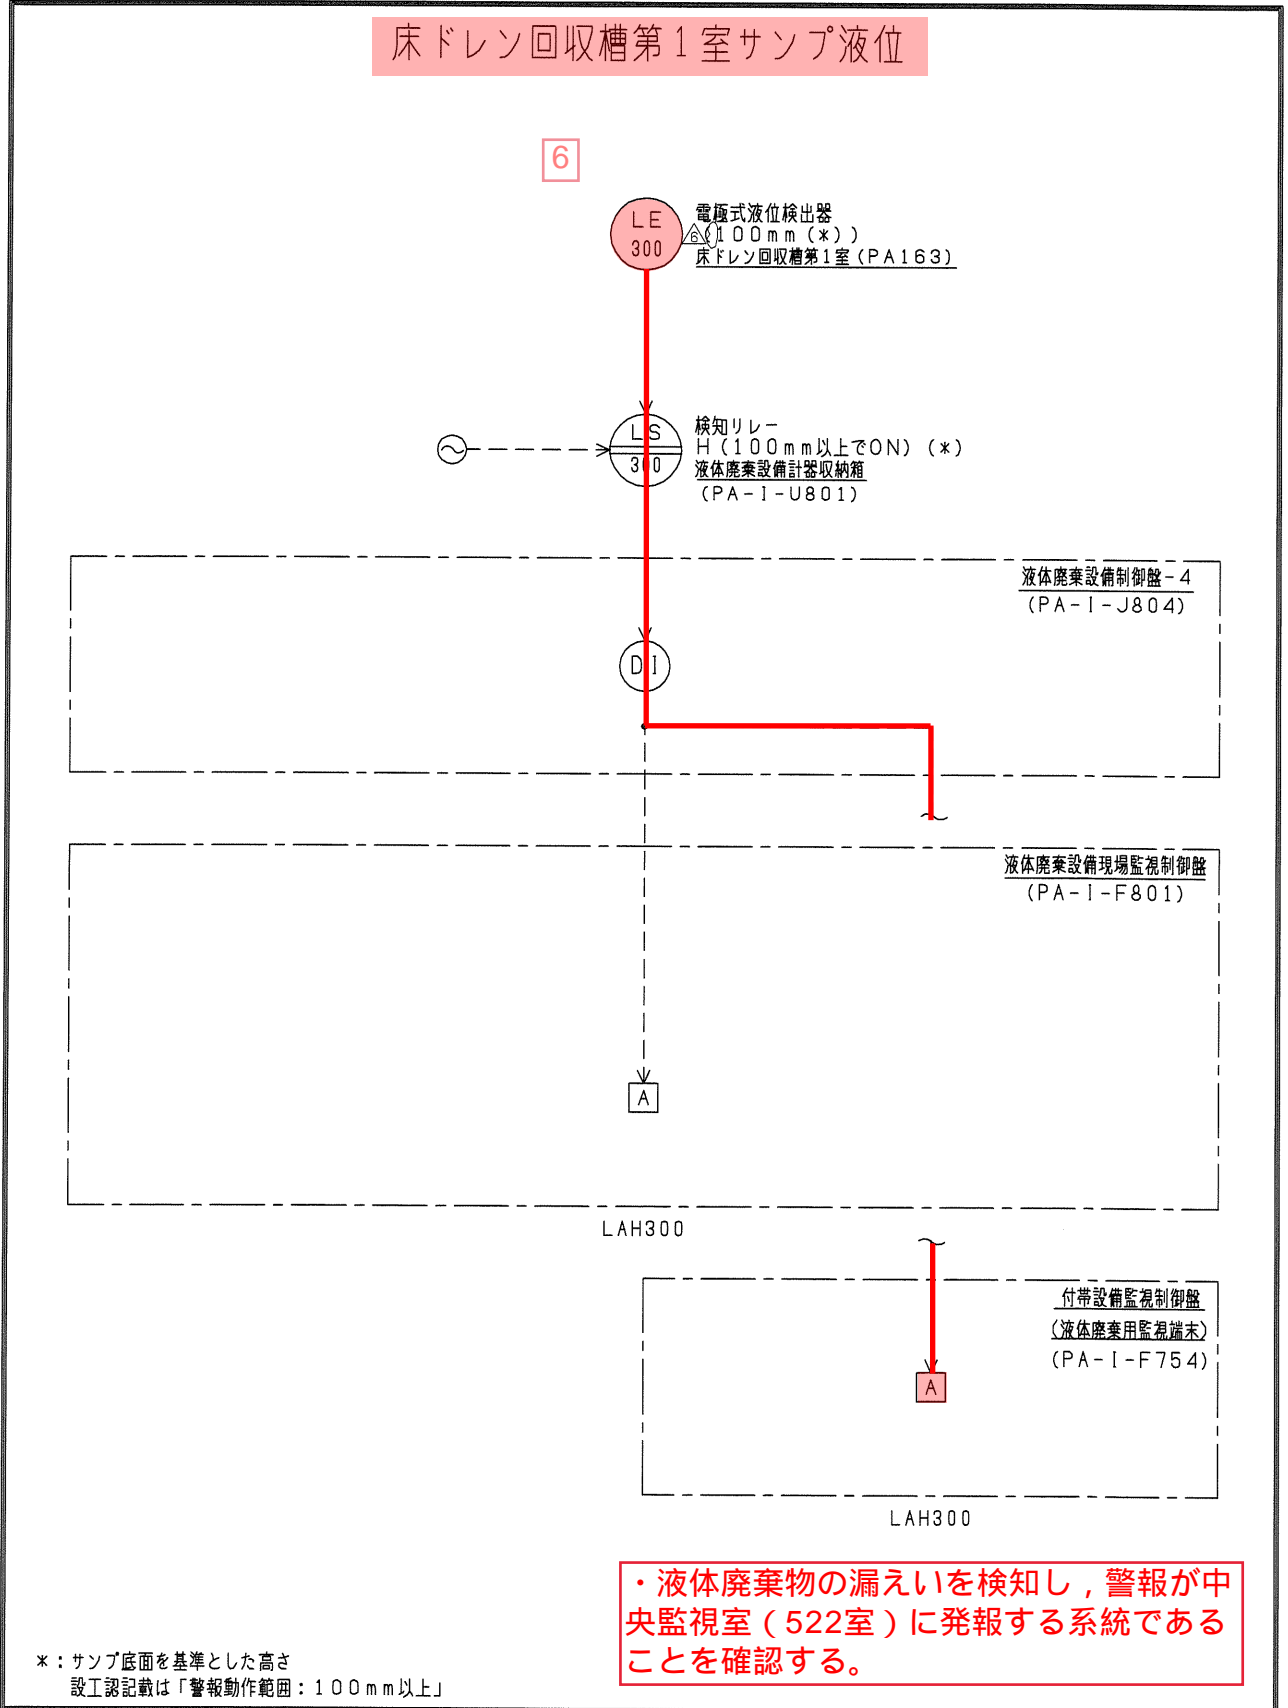 床ドレン回収槽第１室サンプ液位
6
LE
300
電極式液位検出器
6
(100mm(*))
床ドレン回収槽第1室(PA163)
LS
300
検知リレー
H(100mm以上でON)(*)
液体廃棄設備計器収納箱
(PA-I-U801)
液体廃棄設備制御盤-4
(PA-I-J804)
DI
液体廃棄設備現場監視制御盤
(PA-I-F801)
A
LAH300
付帯設備監視制御盤
(液体廃棄用監視端末)
(PA-I-F754)
A
LAH300
・液体廃棄物の漏えいを検知し，警報が中
央監視室（522室）に発報する系統である
ことを確認する。
*：サンプ底面を基準とした高さ
設工認記載は「警報動作範囲：100mm以上」